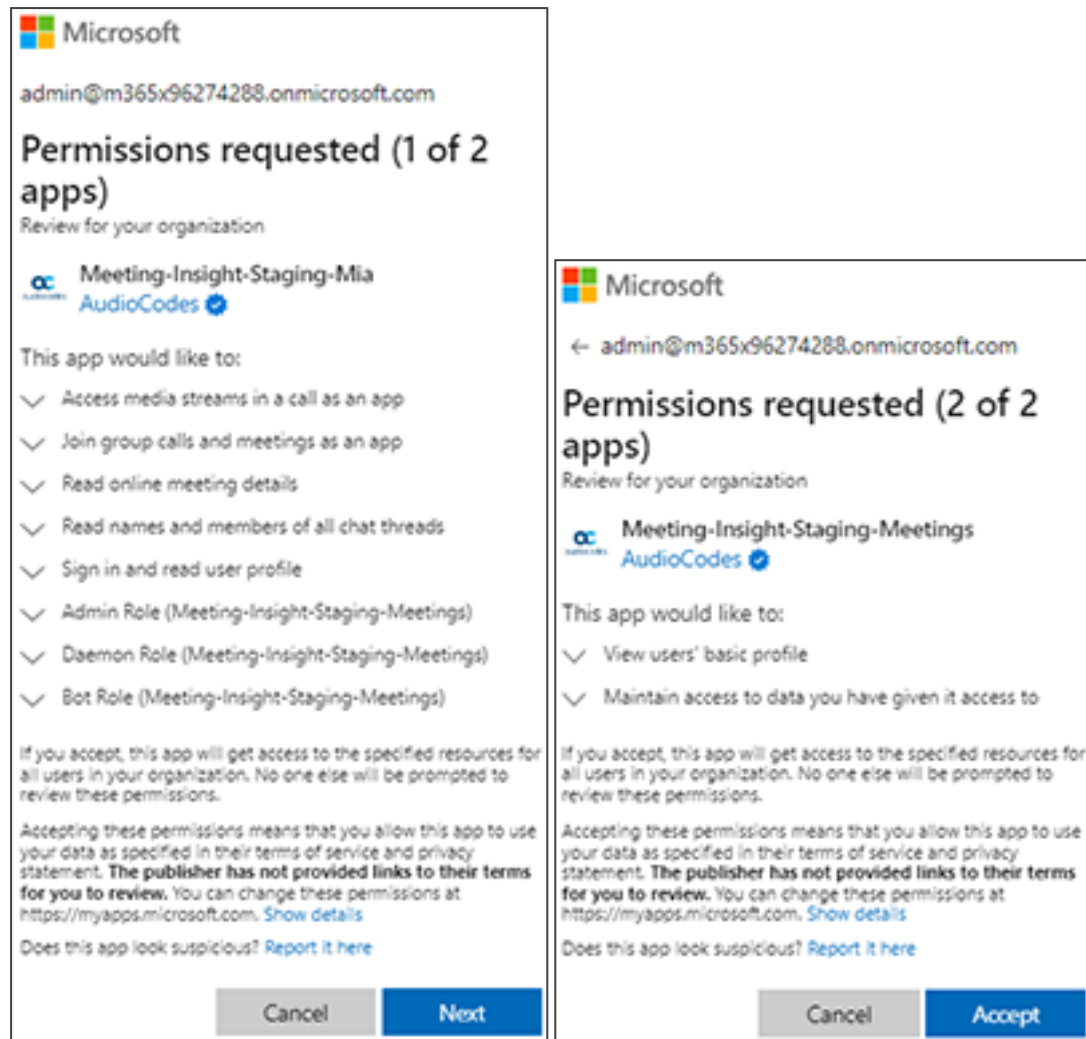 Microsoft
admin@m365x96274288.onmicrosoft.com
Permissions requested (1 of 2
apps)
Review for your organization
Meeting-Insight-Staging-Mia
AudioCodes
This app would like to:
Access media streams in a call as an app
Join group calls and meetings as an app
Read online meeting details
Read names and members of all chat threads
Sign in and read user profile
Admin Role (Meeting-Insight-Staging-Meetings)
Daemon Role (Meeting-Insight-Staging-Meetings)
Bot Role (Meeting-Insight-Staging-Meetings)
If you accept, this app will get access to the specified resources for
all users in your organization. No one else will be prompted to
review these permissions.
Accepting these permissions means that you allow this app to use
your data as specified in their terms of service and privacy
statement. The publisher has not provided links to their terms
for you to review. You can change these permissions at
https://myapps.microsoft.com. Show details
Does this app look suspicious? Report it here
Cancel
Next
Microsoft
← admin@m365x96274288.onmicrosoft.com
Permissions requested (2 of 2
apps)
Review for your organization
Meeting-Insight-Staging-Meetings
AudioCodes
This app would like to:
View users' basic profile
Maintain access to data you have given it access to
If you accept, this app will get access to the specified resources for
all users in your organization. No one else will be prompted to
review these permissions.
Accepting these permissions means that you allow this app to use
your data as specified in their terms of service and privacy
statement. The publisher has not provided links to their terms
for you to review. You can change these permissions at
https://myapps.microsoft.com. Show details
Does this app look suspicious? Report it here
Cancel
Accept